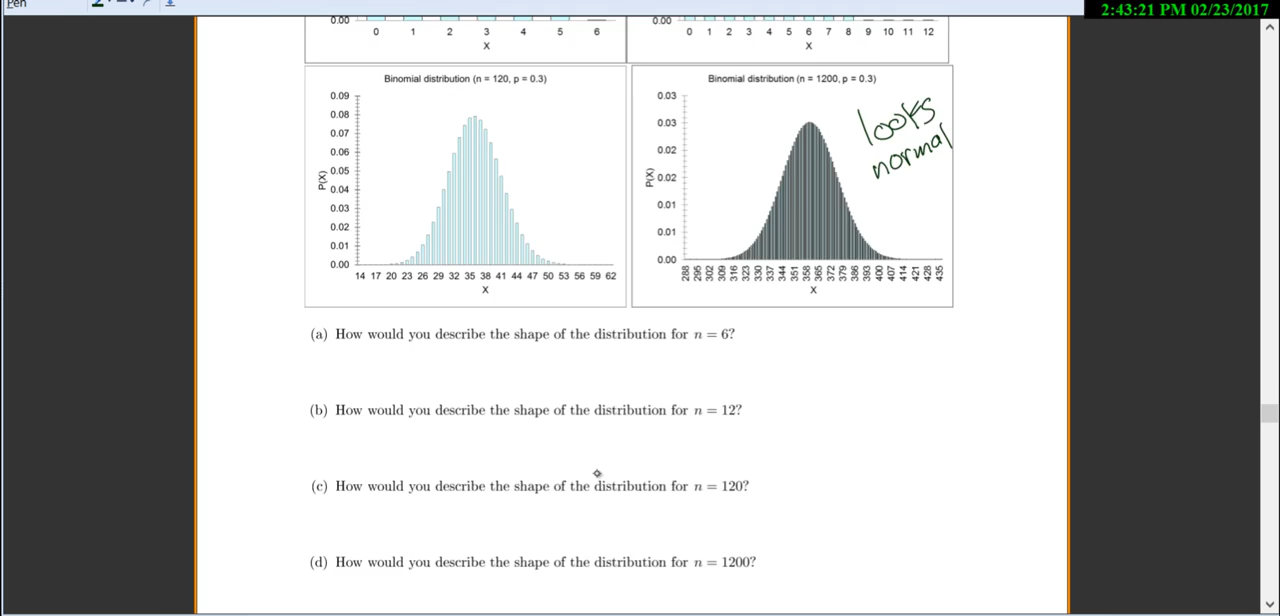 Pen
2:43:21 PM 02/23/2017
0.00
0 1 2 3 4 5 6
X
0.00
0 1 2 3 4 5 6 7 8 9 10 11 12
X
Binomial distribution (n = 120, p = 0.3)
0.09
0.08
0.07
0.06
0.05
0.04
0.03
0.02
0.01
0.00
P(X)
14 17 20 23 26 29 32 35 38 41 44 47 50 53 56 59 62
X
Binomial distribution (n = 1200, p = 0.3)
0.03
0.03
0.02
0.02
0.01
0.01
0.00
P(X)
288 295 302 309 316 323 330 337 344 351 358 365 372 379 386 393 400 407 414 421 428 435
X
looks
normal
(a) How would you describe the shape of the distribution for n = 6?
(b) How would you describe the shape of the distribution for n = 12?
(c) How would you describe the shape of the distribution for n = 120?
(d) How would you describe the shape of the distribution for n = 1200?